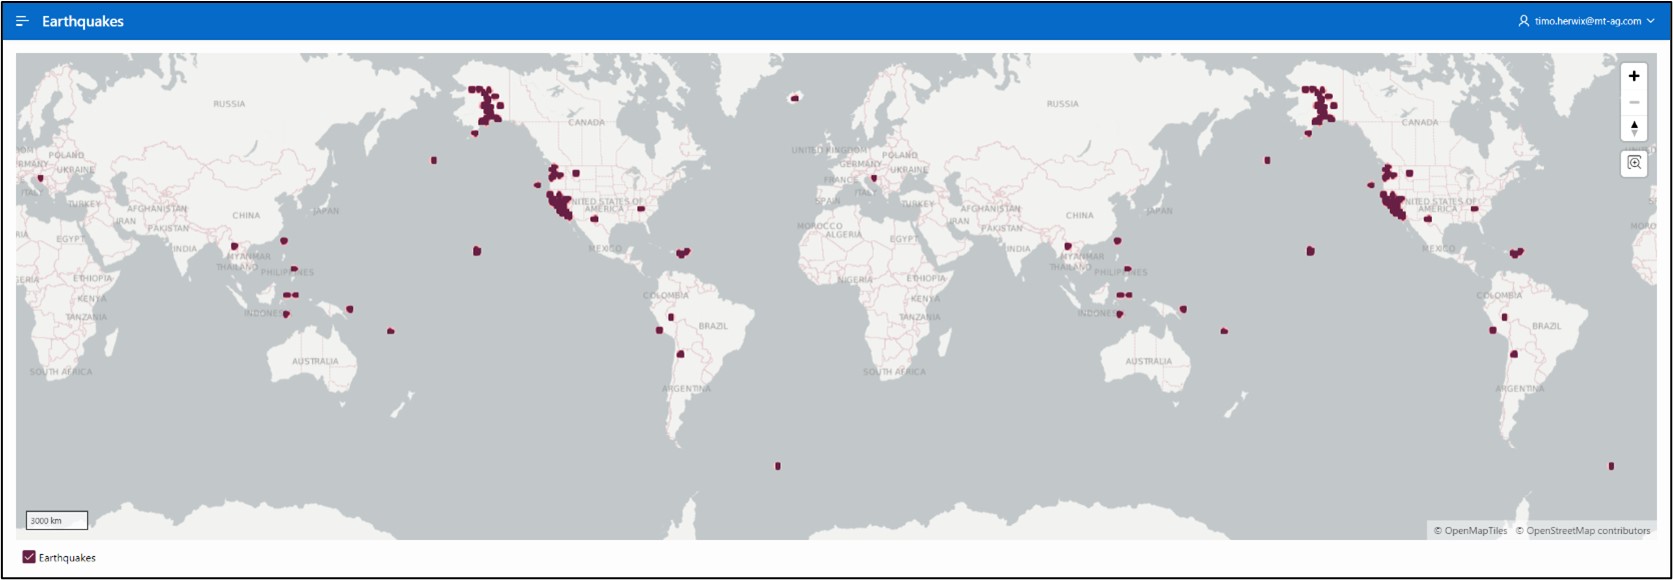 Earthquakes
timo.herwix@mt-ag.com
RUSSIA
RUSSIA
CANADA
CANADA
UNITED KINGDOM
POLAND
POLAND
GERMANY
UKRAINE
UKRAINE
FRANCE
ITALY
SPAIN
TURKEY
TURKEY
UNITED STATES OF AMERICA
UNITED STATES OF AMERICA
AFGHANISTAN
AFGHANISTAN
CHINA
CHINA
JAPAN
JAPAN
IRAN
IRAN
PAKISTAN
PAKISTAN
MOROCCO
ALGERIA
EGYPT
EGYPT
INDIA
INDIA
MEXICO
MEXICO
MYANMAR
MYANMAR
THAILAND
THAILAND
PHILIPPINES
PHILIPPINES
NIGERIA
ETHIOPIA
ETHIOPIA
KENYA
KENYA
COLOMBIA
COLOMBIA
TANZANIA
TANZANIA
BRAZIL
BRAZIL
AUSTRALIA
AUSTRALIA
SOUTH AFRICA
SOUTH AFRICA
ARGENTINA
ARGENTINA
3000 km
© OpenMapTiles © OpenStreetMap contributors
Earthquakes